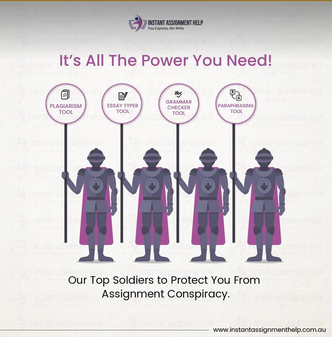 INSTANT ASSIGNMENT HELP
You Express, We Write
It's All The Power You Need!
PLAGIARISM
TOOL
ESSAY TYPER
TOOL
GRAMMAR
CHECKER
TOOL
PARAPHRASING
TOOL
Our Top Soldiers to Protect You From
Assignment Conspiracy.
www.instantassignmenthelp.com.au